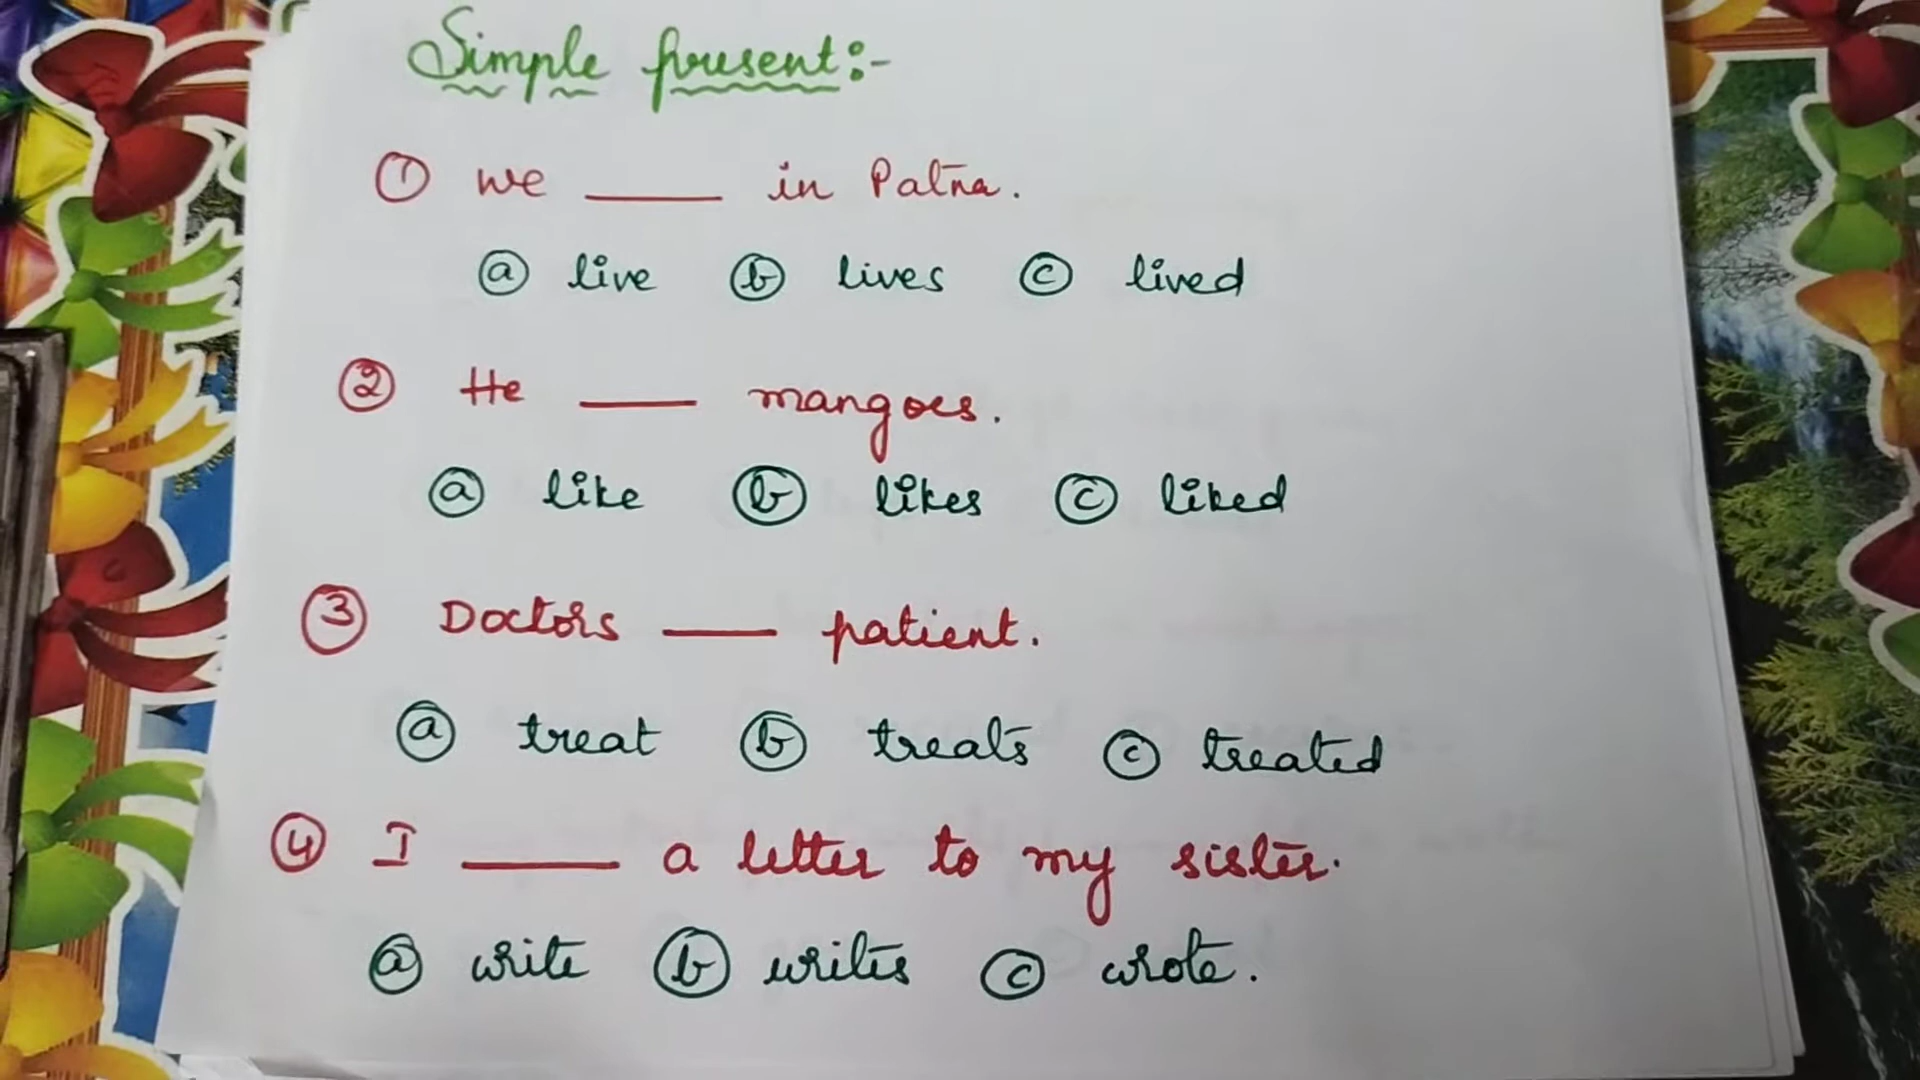 Simple present:-
① We ____ in Patna.
ⓐ live ⓑ lives ⓒ lived
② He ____ mangoes.
ⓐ like ⓑ likes ⓒ liked
③ Doctors ____ patient.
ⓐ treat ⓑ treats ⓒ treated
④ I ____ a letter to my sister.
ⓐ write ⓑ writes ⓒ wrote.